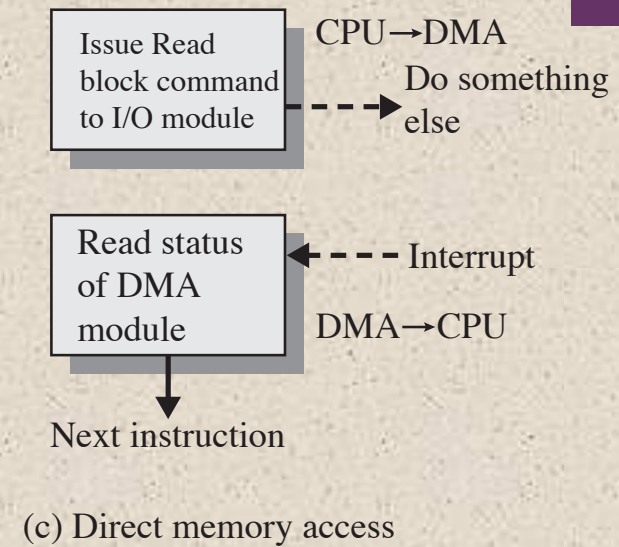 Issue Read
block command
to I/O module
CPU→DMA
Do something
else
Read status
of DMA
module
Interrupt
DMA→CPU
Next instruction
(c) Direct memory access